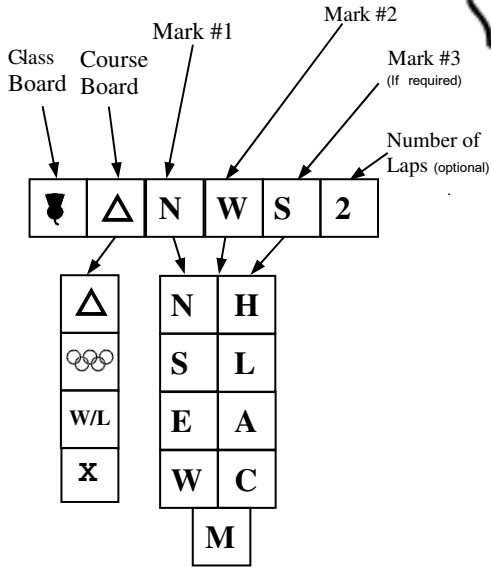 Mark #1
Mark #2
Class
Board
Course
Board
Mark #3
(If required)
Number of
Laps (optional)
.
N W S 2
N H
S L
W/L
E A
X
W C
M